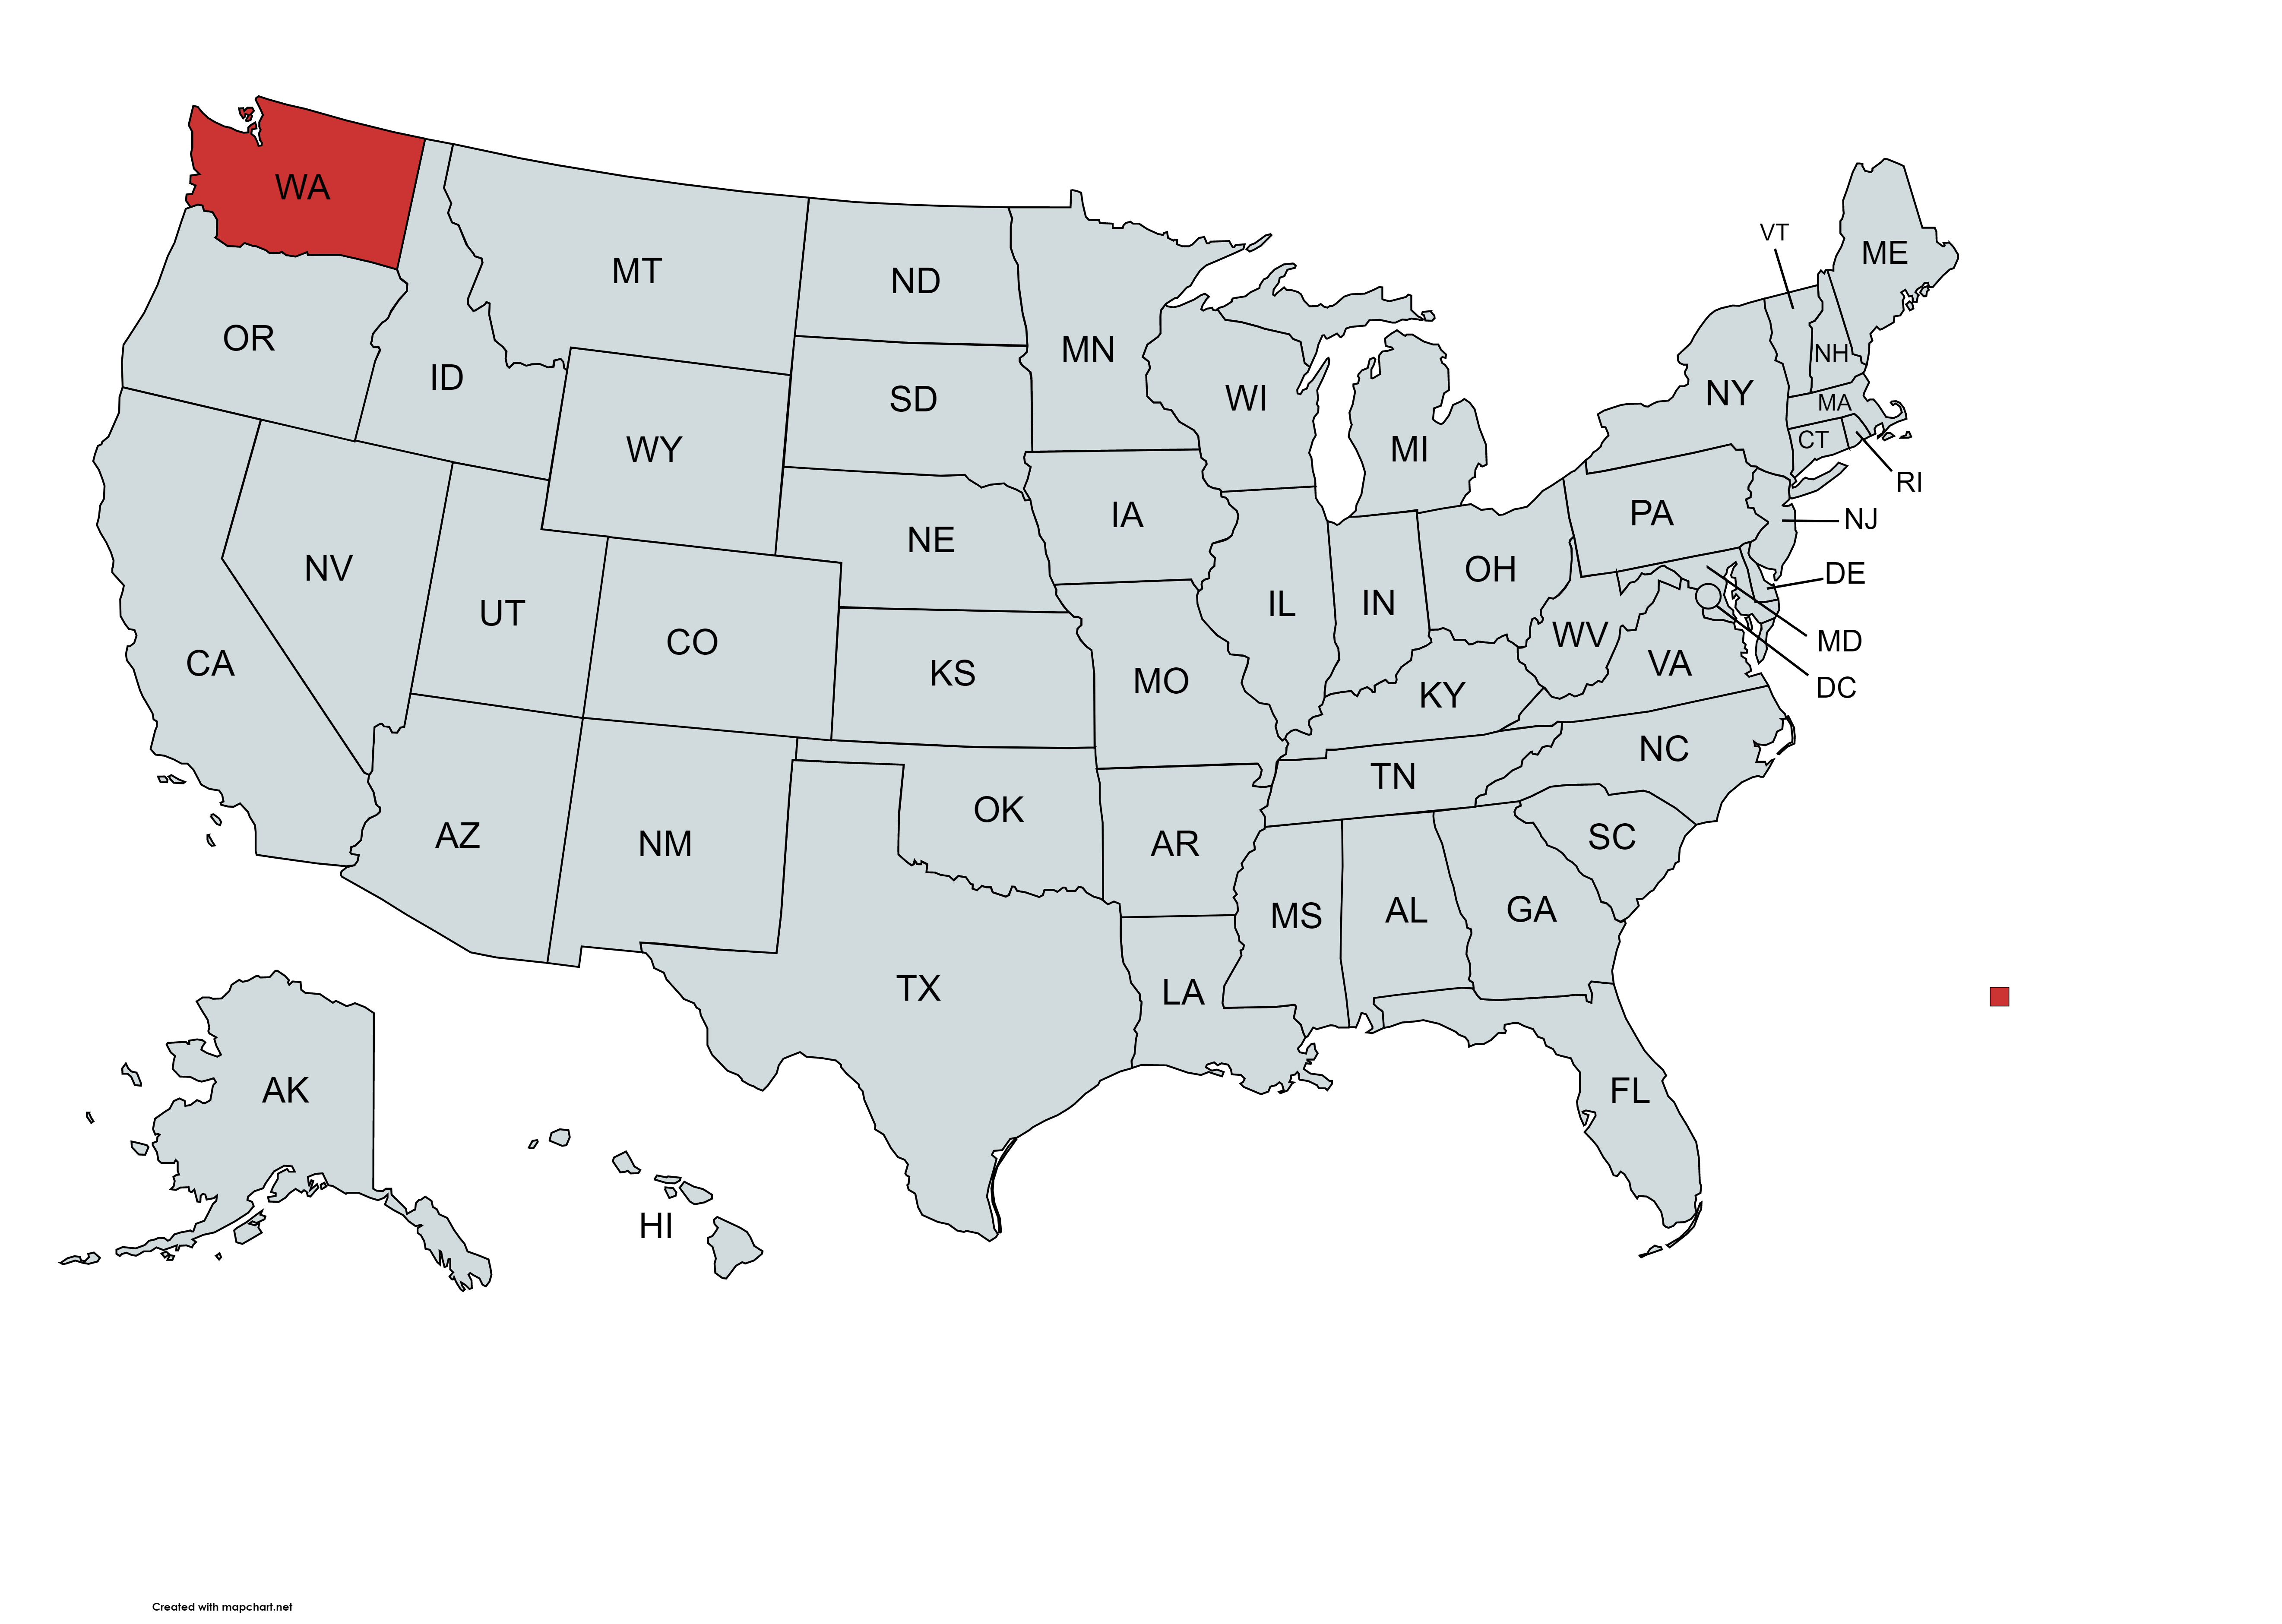 WA
VT
ME
MT
ND
OR
MN
NH
ID
NY
WI
SD
MA
CT
WY
MI
RI
PA
IA
NJ
NE
NV
OH
DE
UT
IL
IN
WV
CO
MD
CA
VA
KS
MO
DC
KY
NC
TN
OK
AZ
NM
AR
SC
MS
AL
GA
TX
LA
AK
FL
HI
Created with mapchart.net